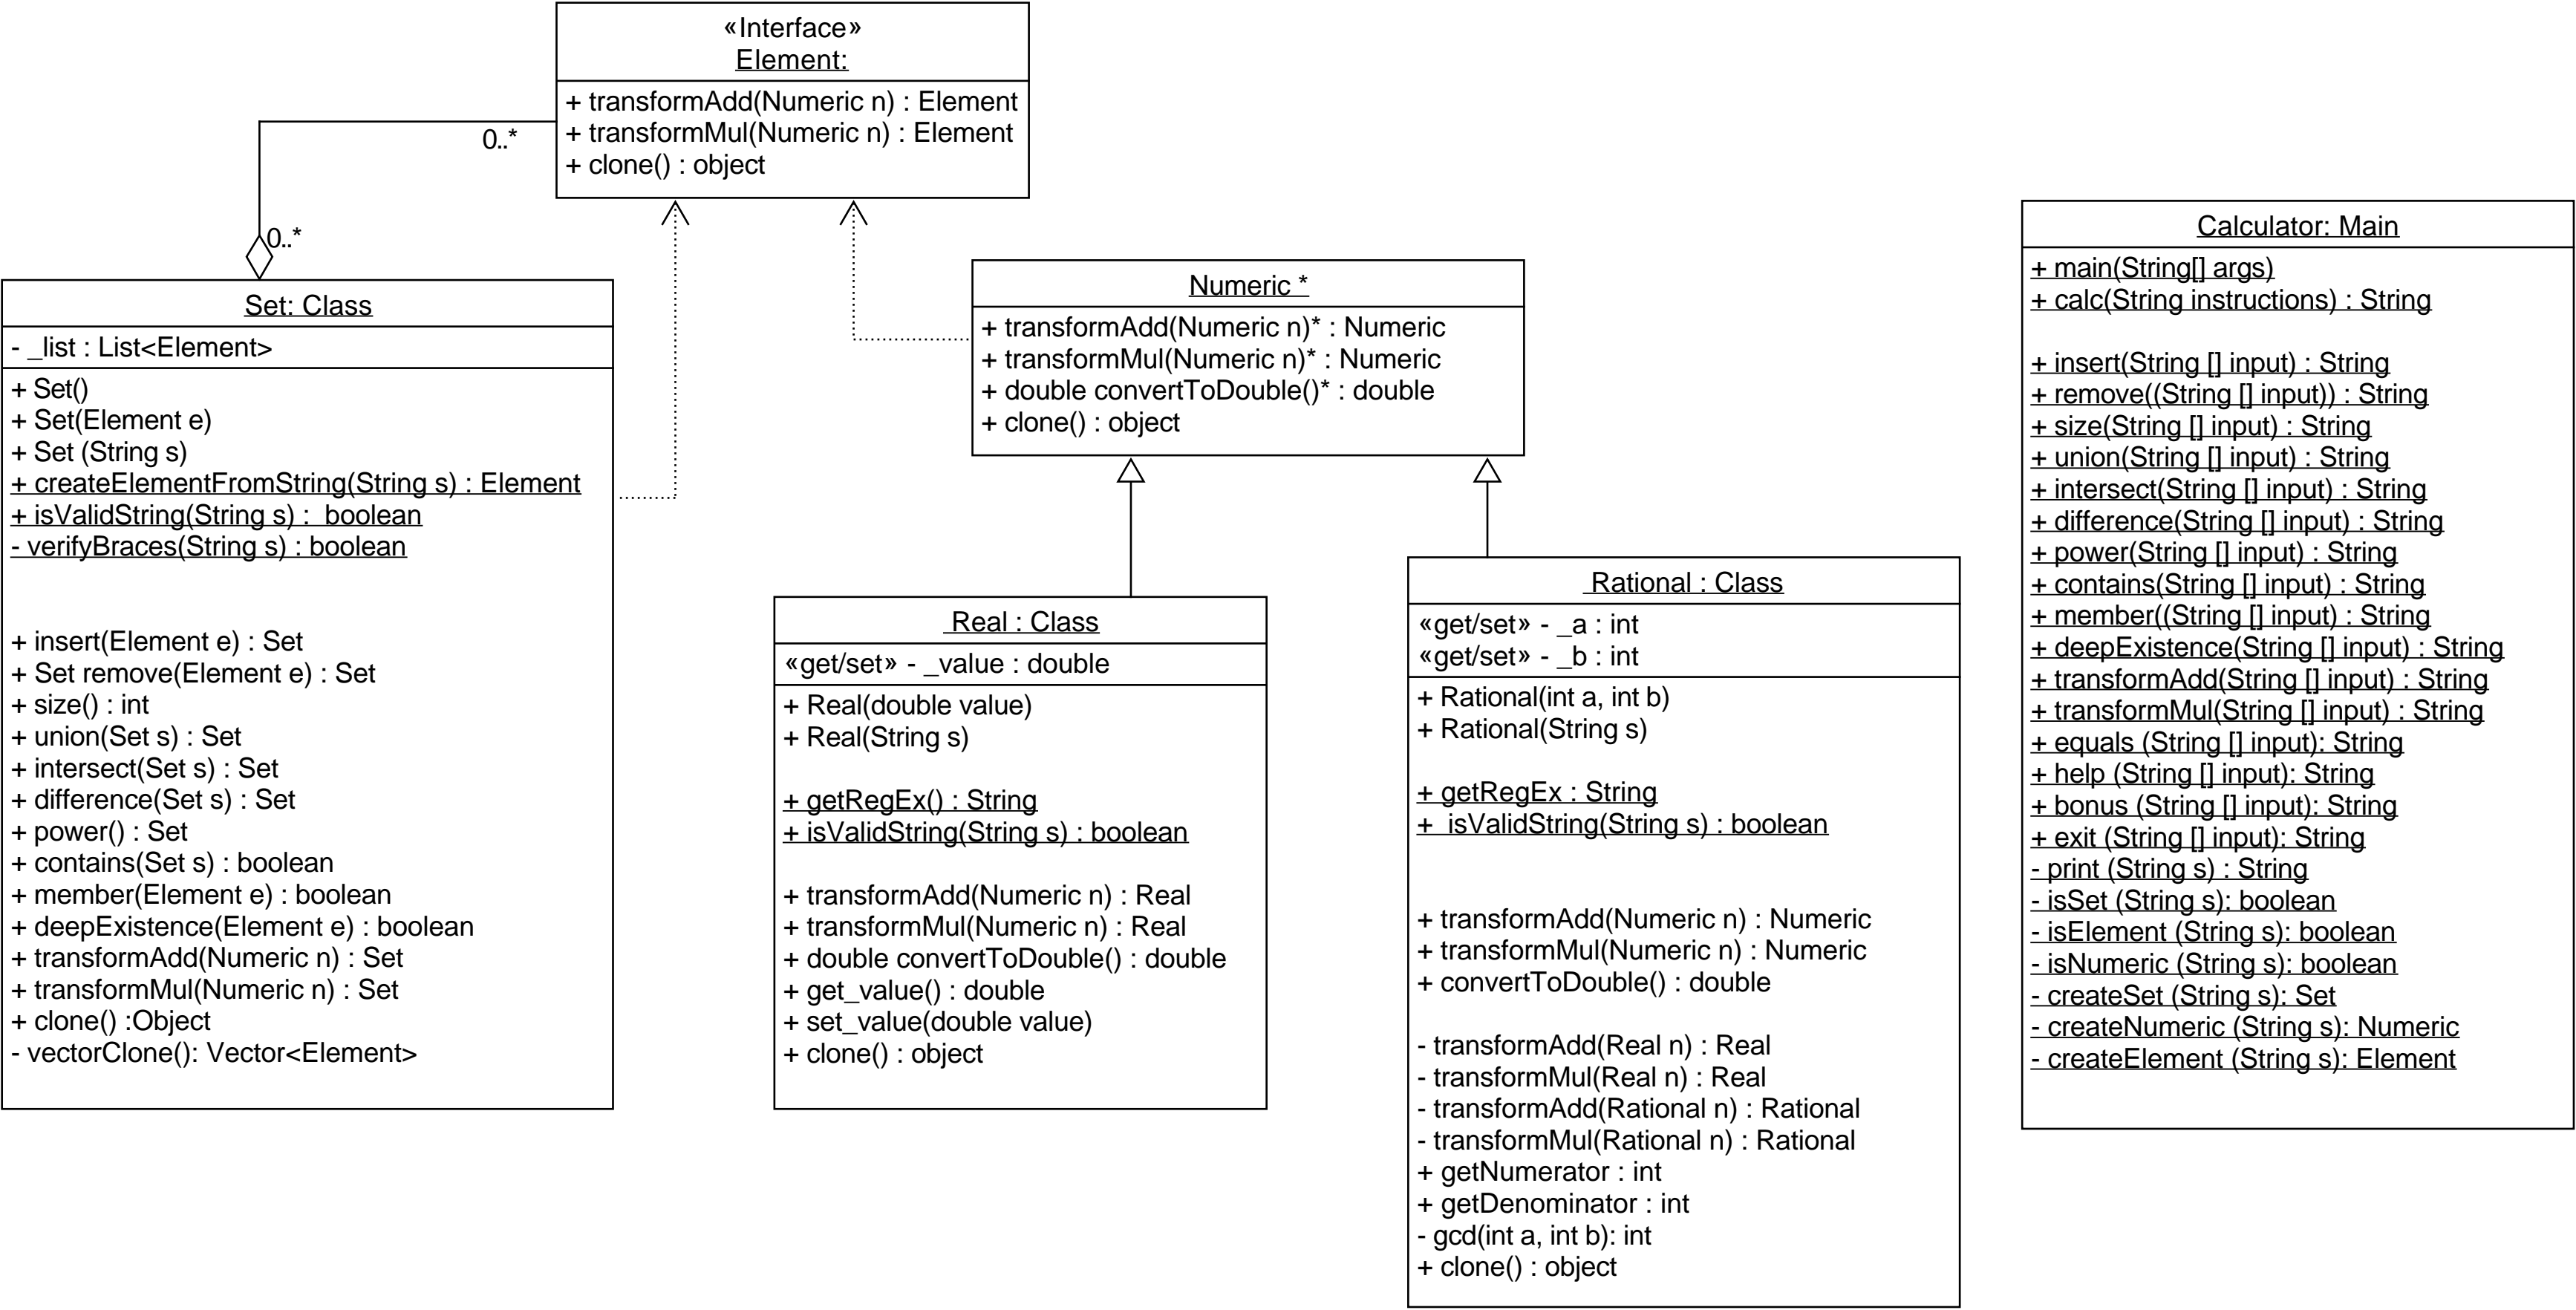 «Interface»
Element:
+ transformAdd(Numeric n) : Element
+ transformMul(Numeric n) : Element
+ clone() : object
0..*
0..*
Set: Class
- _list : List<Element>
+ Set()
+ Set(Element e)
+ Set (String s)
+ createElementFromString(String s) : Element
+ isValidString(String s) :  boolean
- verifyBraces(String s) : boolean
+ insert(Element e) : Set
+ Set remove(Element e) : Set
+ size() : int
+ union(Set s) : Set
+ intersect(Set s) : Set
+ difference(Set s) : Set
+ power() : Set
+ contains(Set s) : boolean
+ member(Element e) : boolean
+ deepExistence(Element e) : boolean
+ transformAdd(Numeric n) : Set
+ transformMul(Numeric n) : Set
+ clone() :Object
- vectorClone(): Vector<Element>
Numeric *
+ transformAdd(Numeric n)* : Numeric
+ transformMul(Numeric n)* : Numeric
+ double convertToDouble()* : double
+ clone() : object
Real : Class
«get/set» - _value : double
+ Real(double value)
+ Real(String s)
+ getRegEx() : String
+ isValidString(String s) : boolean
+ transformAdd(Numeric n) : Real
+ transformMul(Numeric n) : Real
+ double convertToDouble() : double
+ get_value() : double
+ set_value(double value)
+ clone() : object
Rational : Class
«get/set» - _a : int
«get/set» - _b : int
+ Rational(int a, int b)
+ Rational(String s)
+ getRegEx : String
+  isValidString(String s) : boolean
+ transformAdd(Numeric n) : Numeric
+ transformMul(Numeric n) : Numeric
+ convertToDouble() : double
- transformAdd(Real n) : Real
- transformMul(Real n) : Real
- transformAdd(Rational n) : Rational
- transformMul(Rational n) : Rational
+ getNumerator : int
+ getDenominator : int
- gcd(int a, int b): int
+ clone() : object
Calculator: Main
+ main(String[] args)
+ calc(String instructions) : String
+ insert(String [] input) : String
+ remove((String [] input)) : String
+ size(String [] input) : String
+ union(String [] input) : String
+ intersect(String [] input) : String
+ difference(String [] input) : String
+ power(String [] input) : String
+ contains(String [] input) : String
+ member((String [] input) : String
+ deepExistence(String [] input) : String
+ transformAdd(String [] input) : String
+ transformMul(String [] input) : String
+ equals (String [] input): String
+ help (String [] input): String
+ bonus (String [] input): String
+ exit (String [] input): String
- print (String s) : String
- isSet (String s): boolean
- isElement (String s): boolean
- isNumeric (String s): boolean
- createSet (String s): Set
- createNumeric (String s): Numeric
- createElement (String s): Element